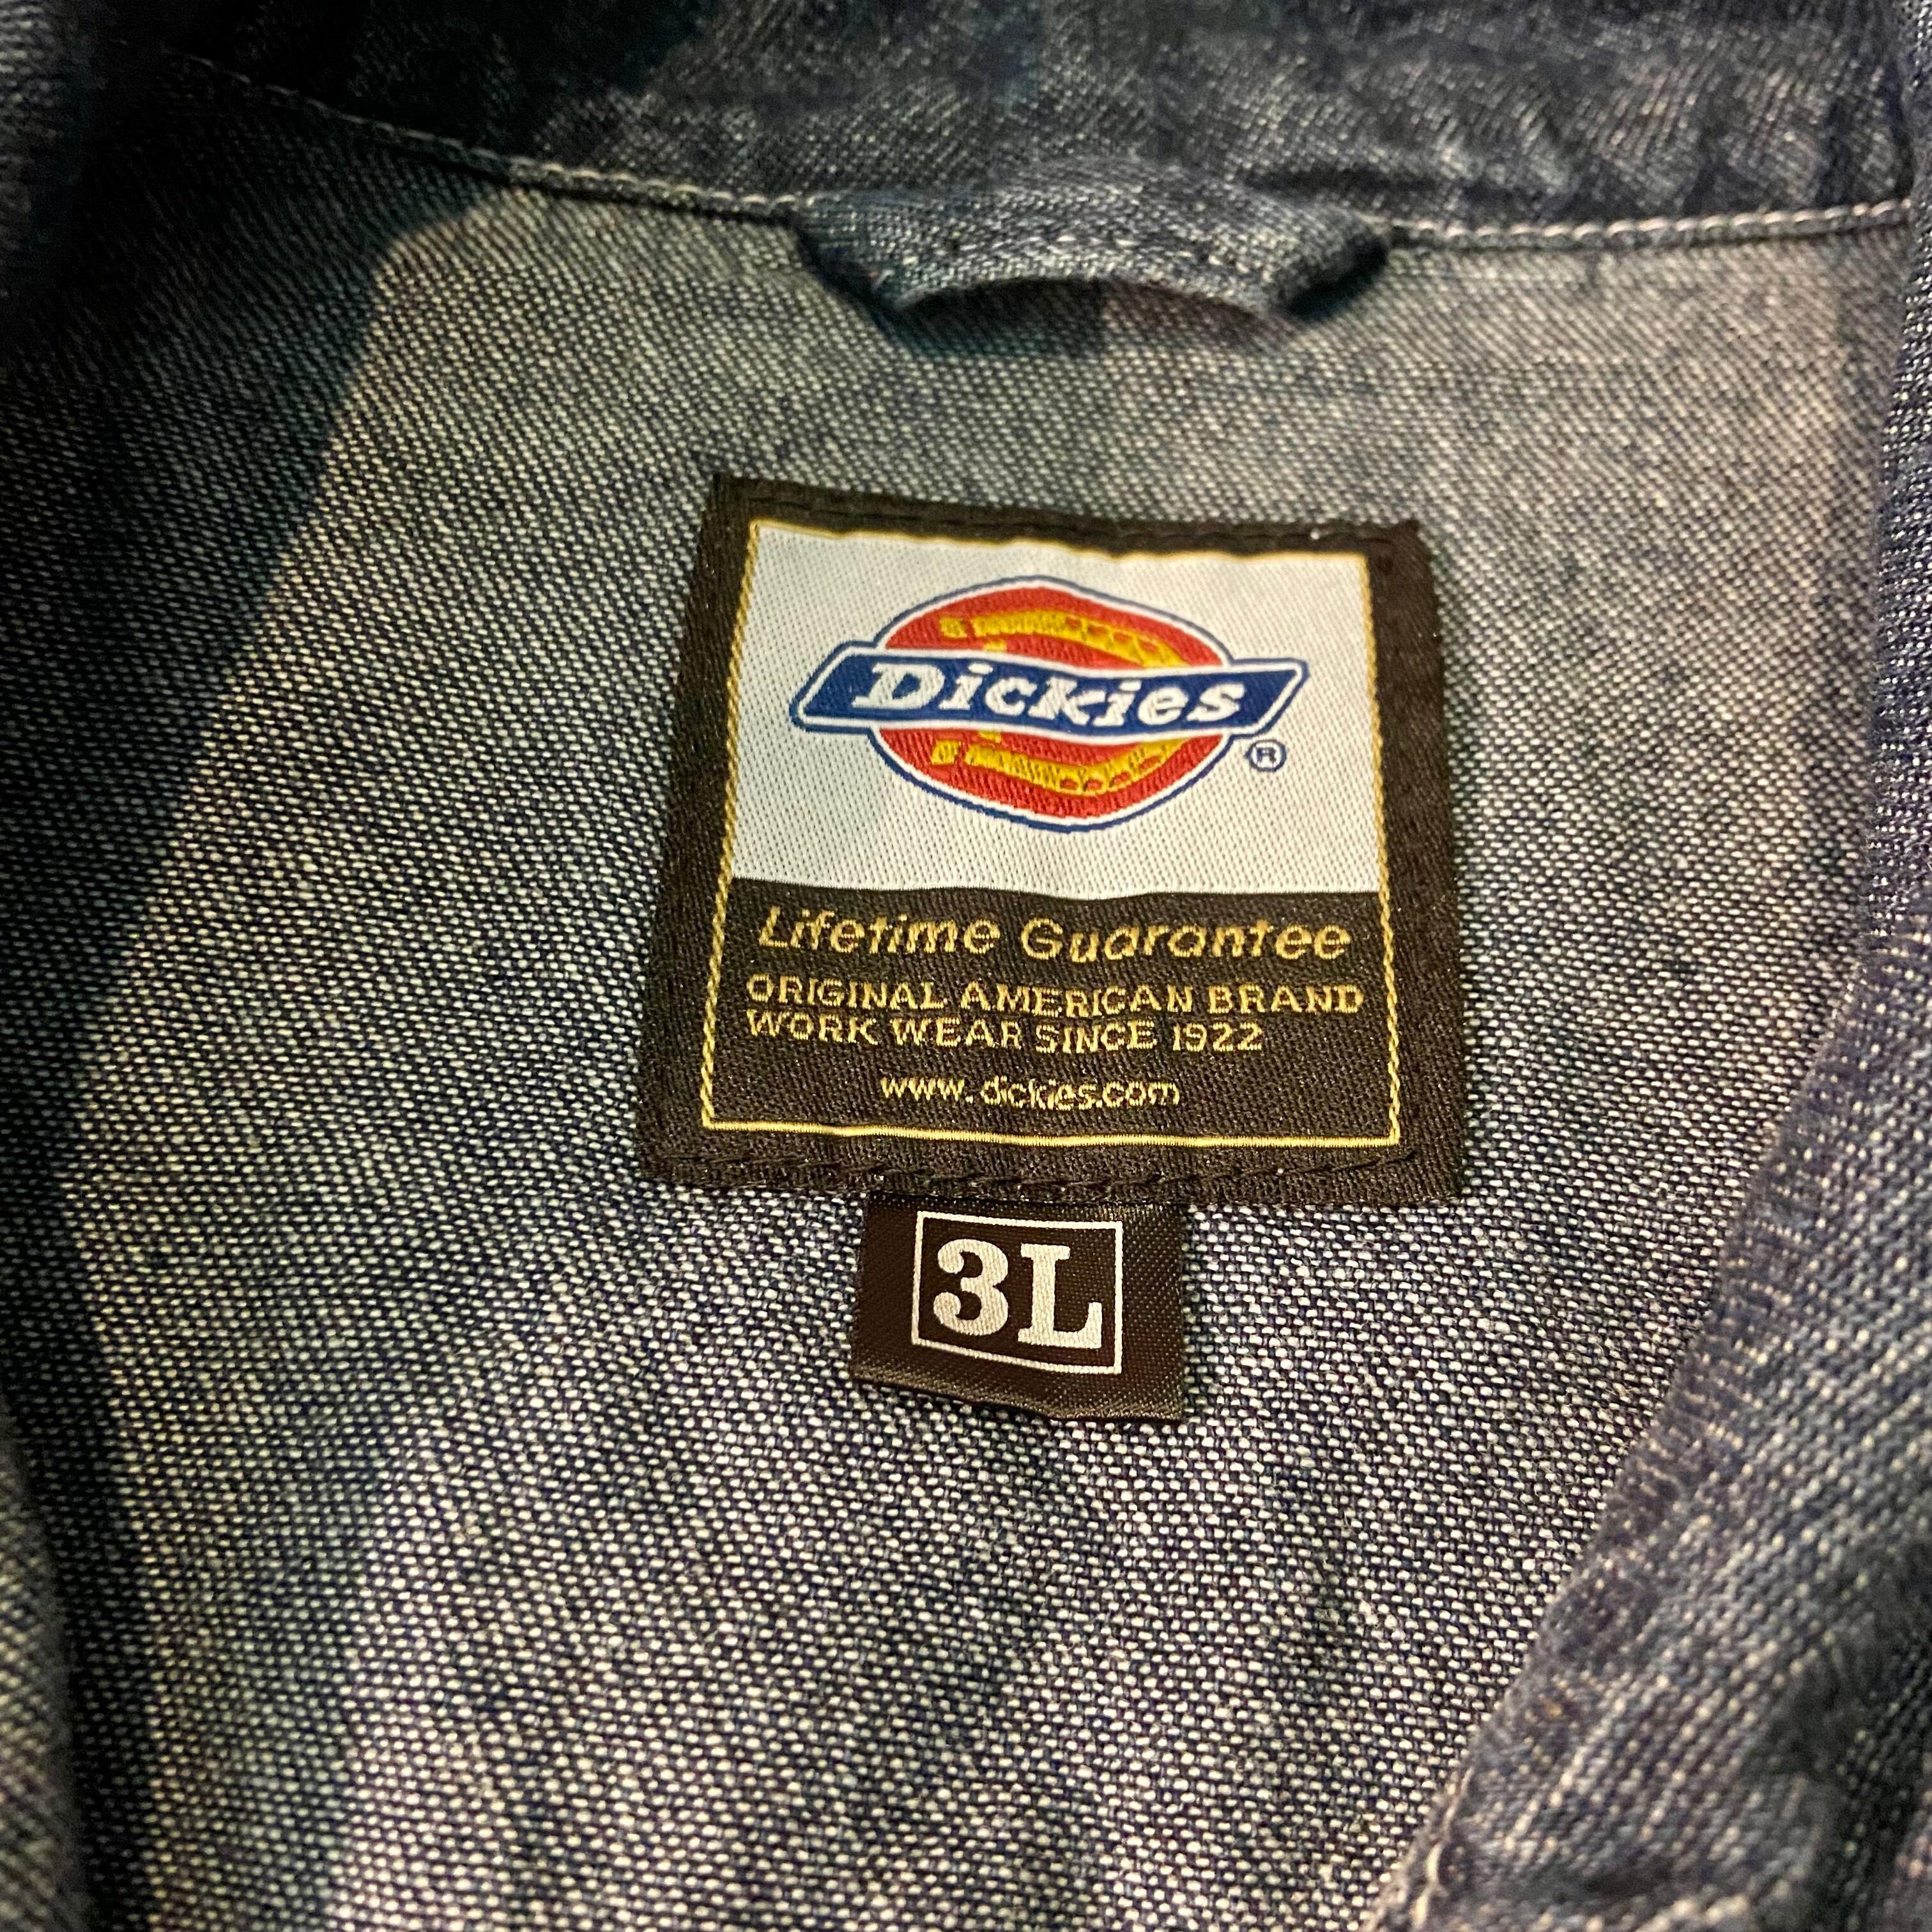 Dickies
®
Lifetime Guarantee
ORIGINAL AMERICAN BRAND
WORK WEAR SINCE 1922
www.dickies.com
3L